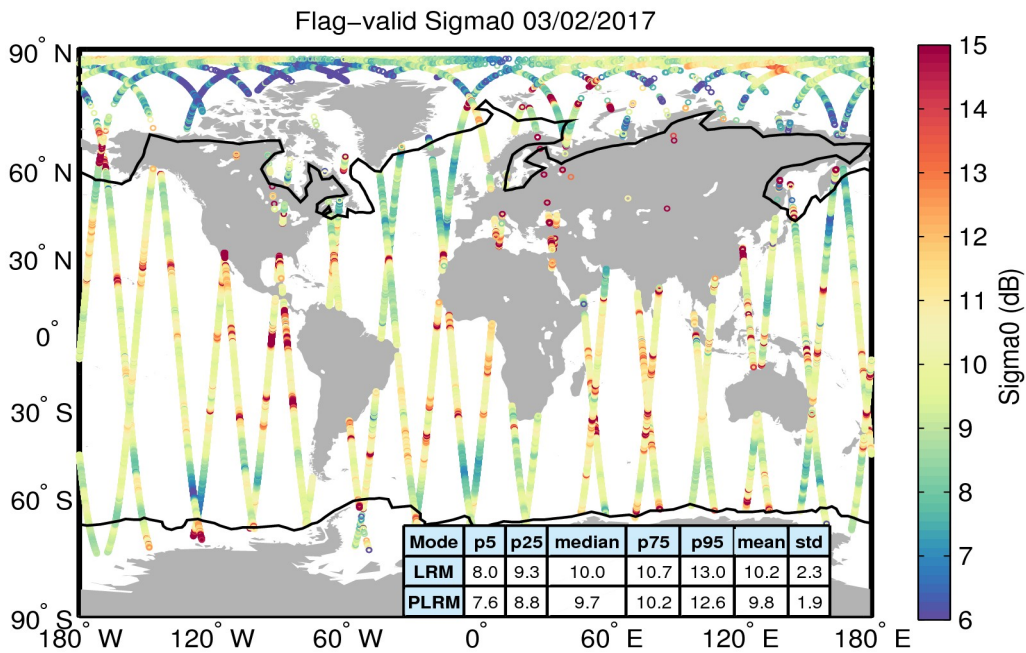 Flag-valid Sigma0 03/02/2017
90° N
60° N
30° N
0°
30° S
60° S
90° S
180° W
120° W
60° W
0°
60° E
120° E
180° E
15
14
13
12
11
10
9
8
7
6
Sigma0 (dB)
Mode p5 p25 median p75 p95 mean std
LRM 8.0 9.3 10.0 10.7 13.0 10.2 2.3
PLRM 7.6 8.8 9.7 10.2 12.6 9.8 1.9